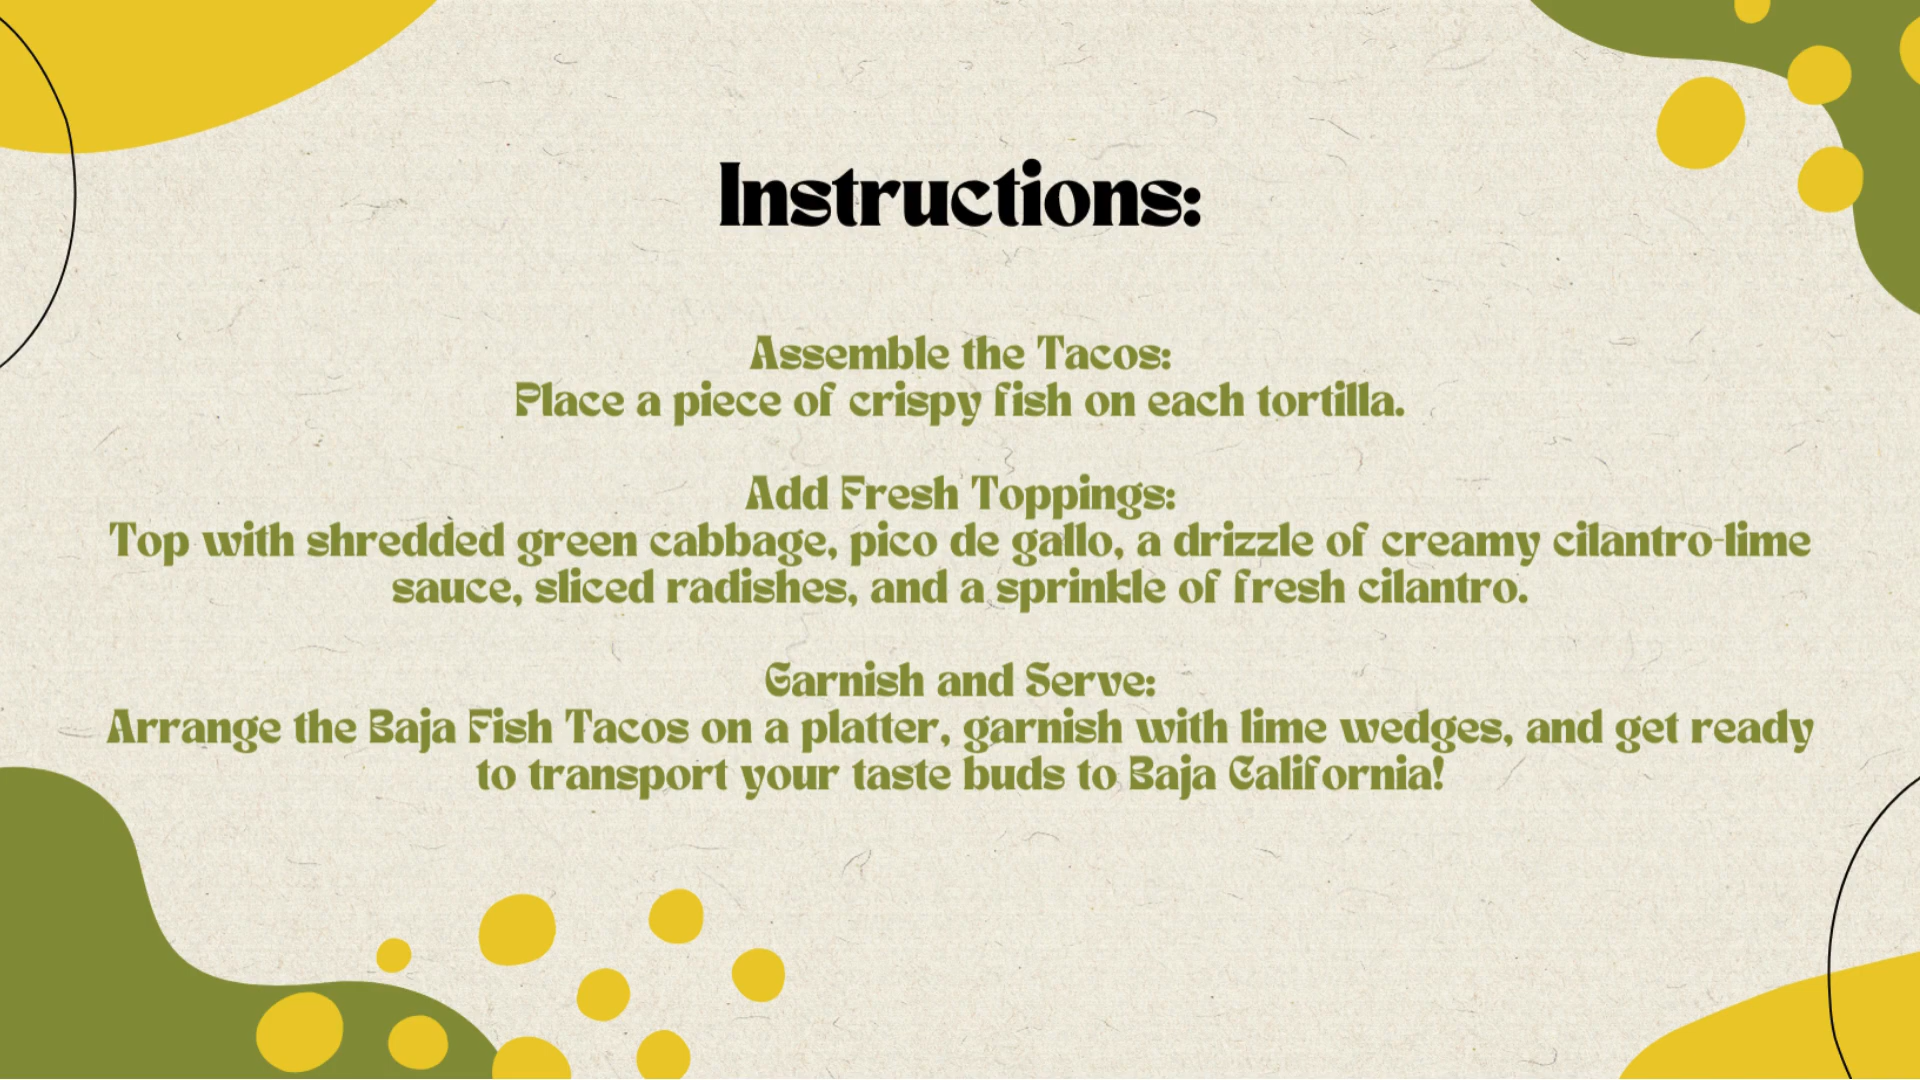 Instructions:
Assemble the Tacos:
Place a piece of crispy fish on each tortilla.
Add Fresh Toppings:
Top with shredded green cabbage, pico de gallo, a drizzle of creamy cilantro-lime
sauce, sliced radishes, and a sprinkle of fresh cilantro.
Garnish and Serve:
Arrange the Baja Fish Tacos on a platter, garnish with lime wedges, and get ready
to transport your taste buds to Baja California!